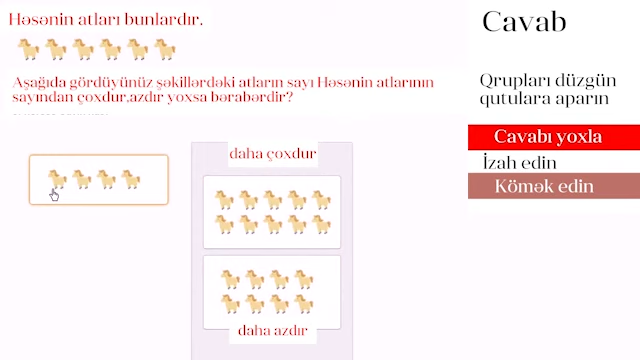 Həsənin atları bunlardır.
Aşağıda gördüyünüz şəkillərdəki atların sayı Həsənin atlarının
sayından çoxdur,azdır yoxsa bərabərdir?
daha çoxdur
daha azdır
Cavab
Qrupları düzgün
qutulara aparın
Cavabı yoxla
İzah edin
Kömək edin